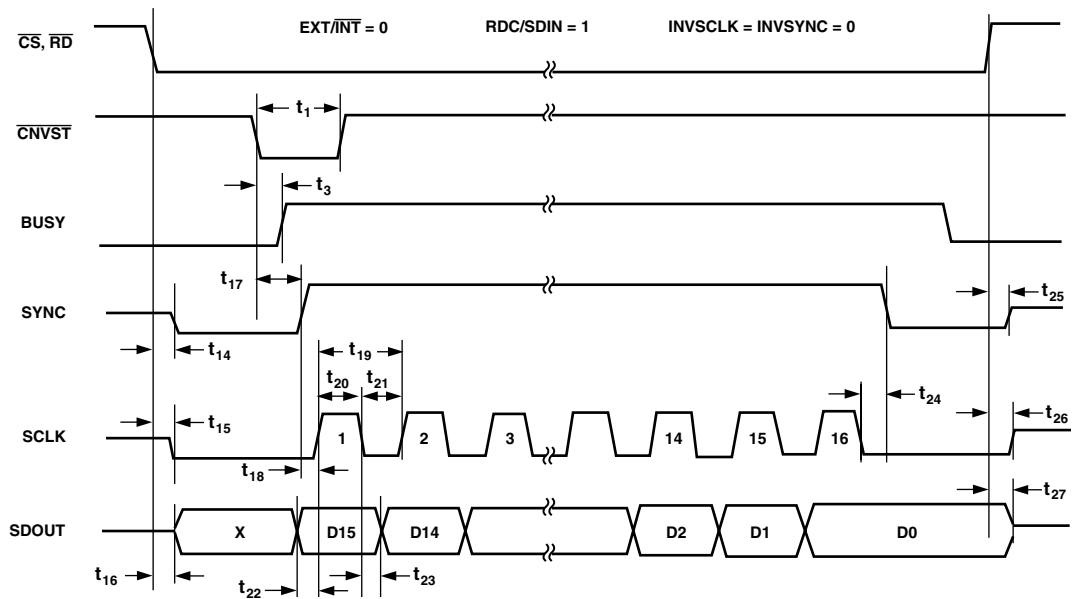 EXT/INT = 0 RDC/SDIN = 1 INVSCLK = INVSYNC = 0
CS, RD
t1
CNVST
t3
BUSY
t17
SYNC
t25
t14
t19
t20 t21
t24
t15
t26
SCLK
1 2 3 14 15 16
t18
t27
SDOUT
X D15 D14 D2 D1 D0
t16
t22
t23